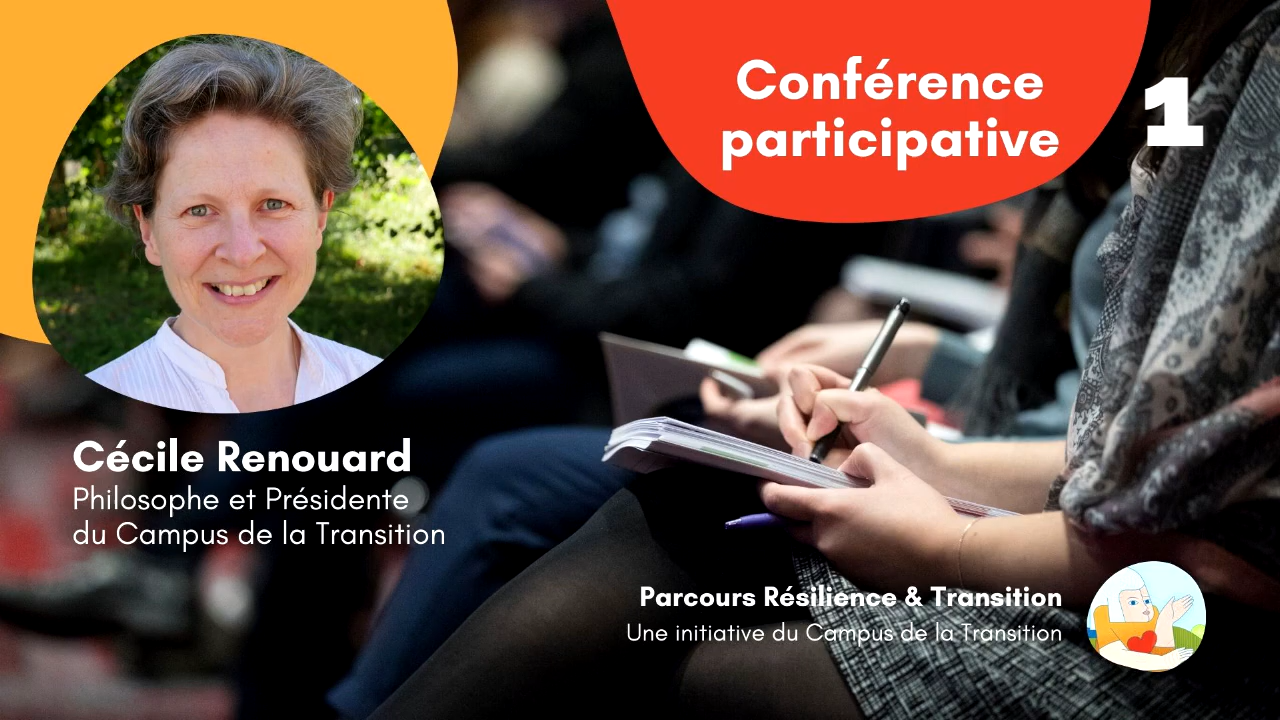 Conférence
participative
1
Cécile Renouard
Philosophe et Présidente
du Campus de la Transition
Parcours Résilience & Transition
Une initiative du Campus de la Transition